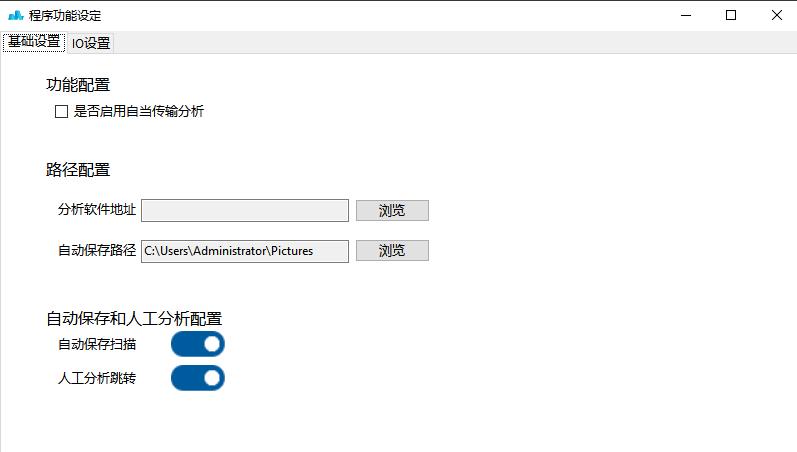 程序功能设定
基础设置 IO设置
功能配置
是否启用自当传输分析
路径配置
分析软件地址 浏览
自动保存路径 C:\Users\Administrator\Pictures 浏览
自动保存和人工分析配置
自动保存扫描
人工分析跳转